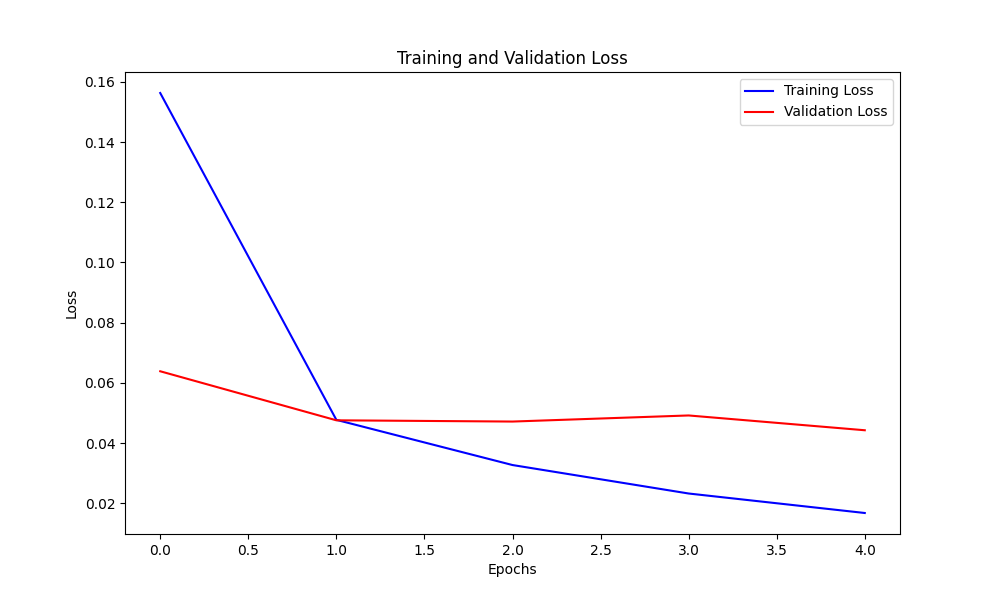 Training and Validation Loss
Training Loss
Validation Loss
0.16
0.14
0.12
0.10
0.08
0.06
0.04
0.02
Loss
0.0 0.5 1.0 1.5 2.0 2.5 3.0 3.5 4.0
Epochs